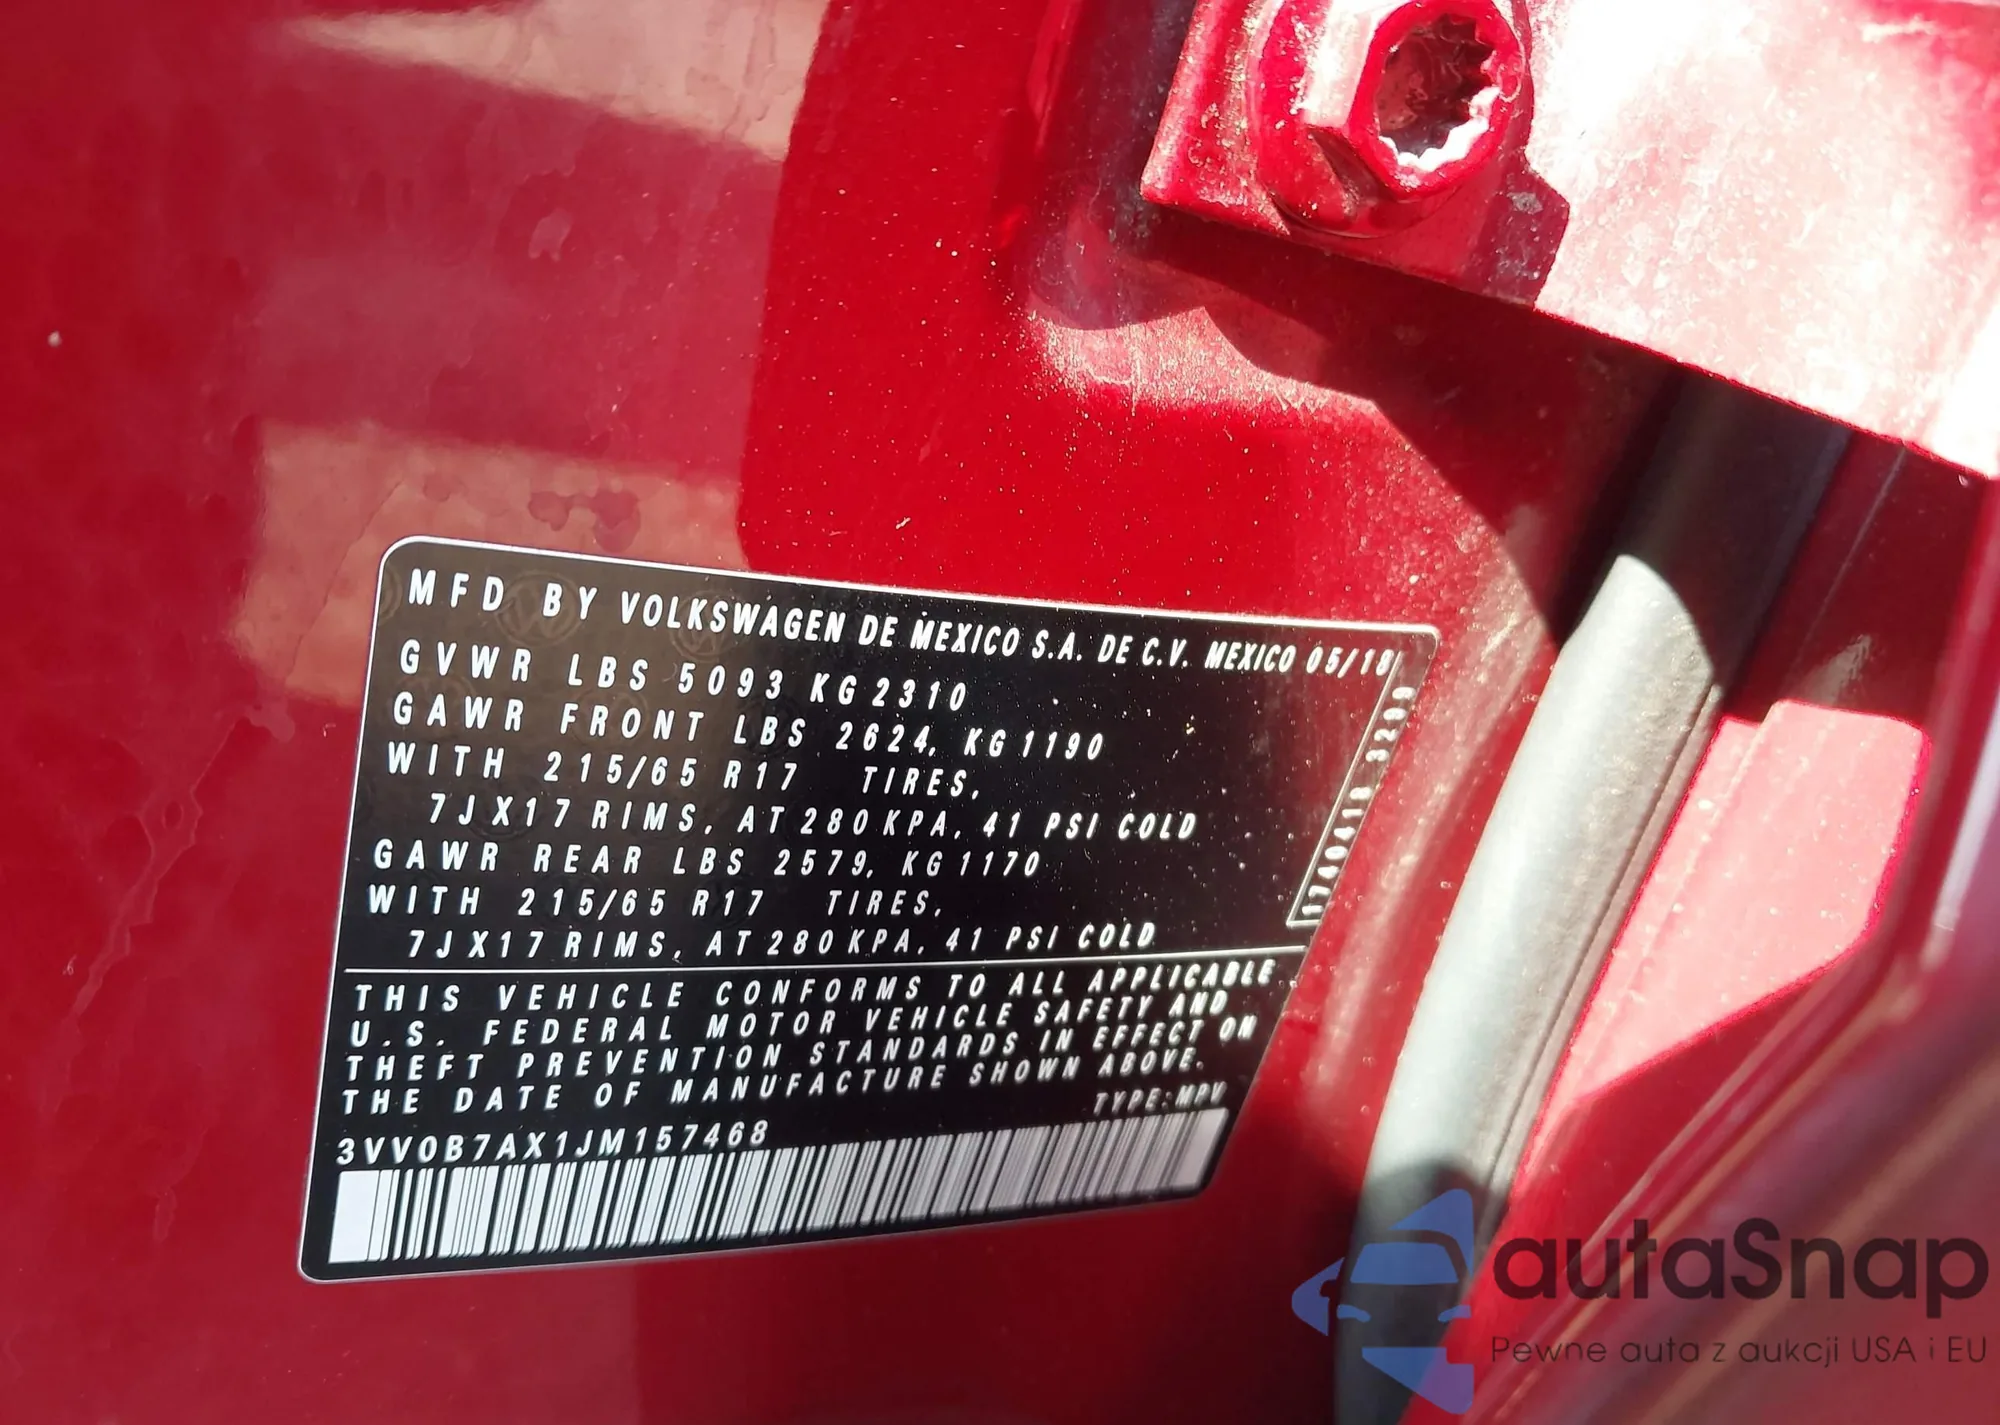 MFD BY VOLKSWAGEN DE MEXICO S.A. DE C.V. MEXICO 05/18
GVWR LBS 5093 KG 2310
GAWR FRONT LBS 2624, KG 1190
WITH 215/65 R17 TIRES,
7JX17 RIMS, AT 280 KPA, 41 PSI COLD
GAWR REAR LBS 2579, KG 1170
WITH 215/65 R17 TIRES,
7JX17 RIMS, AT 280 KPA, 41 PSI COLD
THIS VEHICLE CONFORMS TO ALL APPLICABLE
U.S. FEDERAL MOTOR VEHICLE SAFETY AND
THEFT PREVENTION STANDARDS IN EFFECT ON
THE DATE OF MANUFACTURE SHOWN ABOVE.
3VV0B7AX1JM157468 TYPE:MPV
autaSnap
Pewne auta z aukcji USA i EU